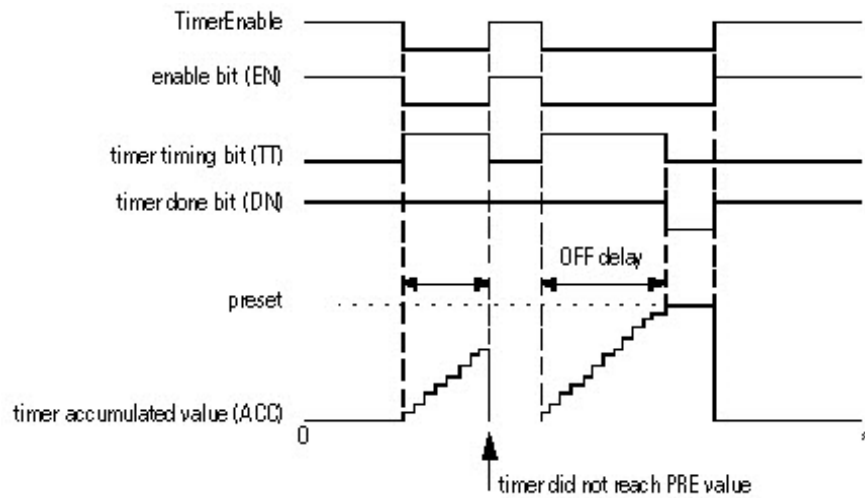 TimerEnable
enable bit (EN)
timer timing bit (TT)
timer done bit (DN)
OFF delay
preset
timer accumulated value (ACC)
0
timer did not reach PRE value